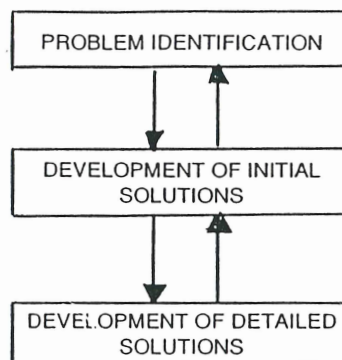 PROBLEM IDENTIFICATION
DEVELOPMENT OF INITIAL
SOLUTIONS
DEVELOPMENT OF DETAILED
SOLUTIONS